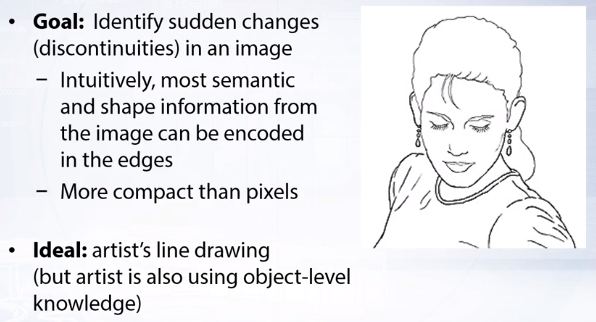 • Goal: Identify sudden changes
(discontinuities) in an image
– Intuitively, most semantic
and shape information from
the image can be encoded
in the edges
– More compact than pixels
• Ideal: artist's line drawing
(but artist is also using object-level
knowledge)